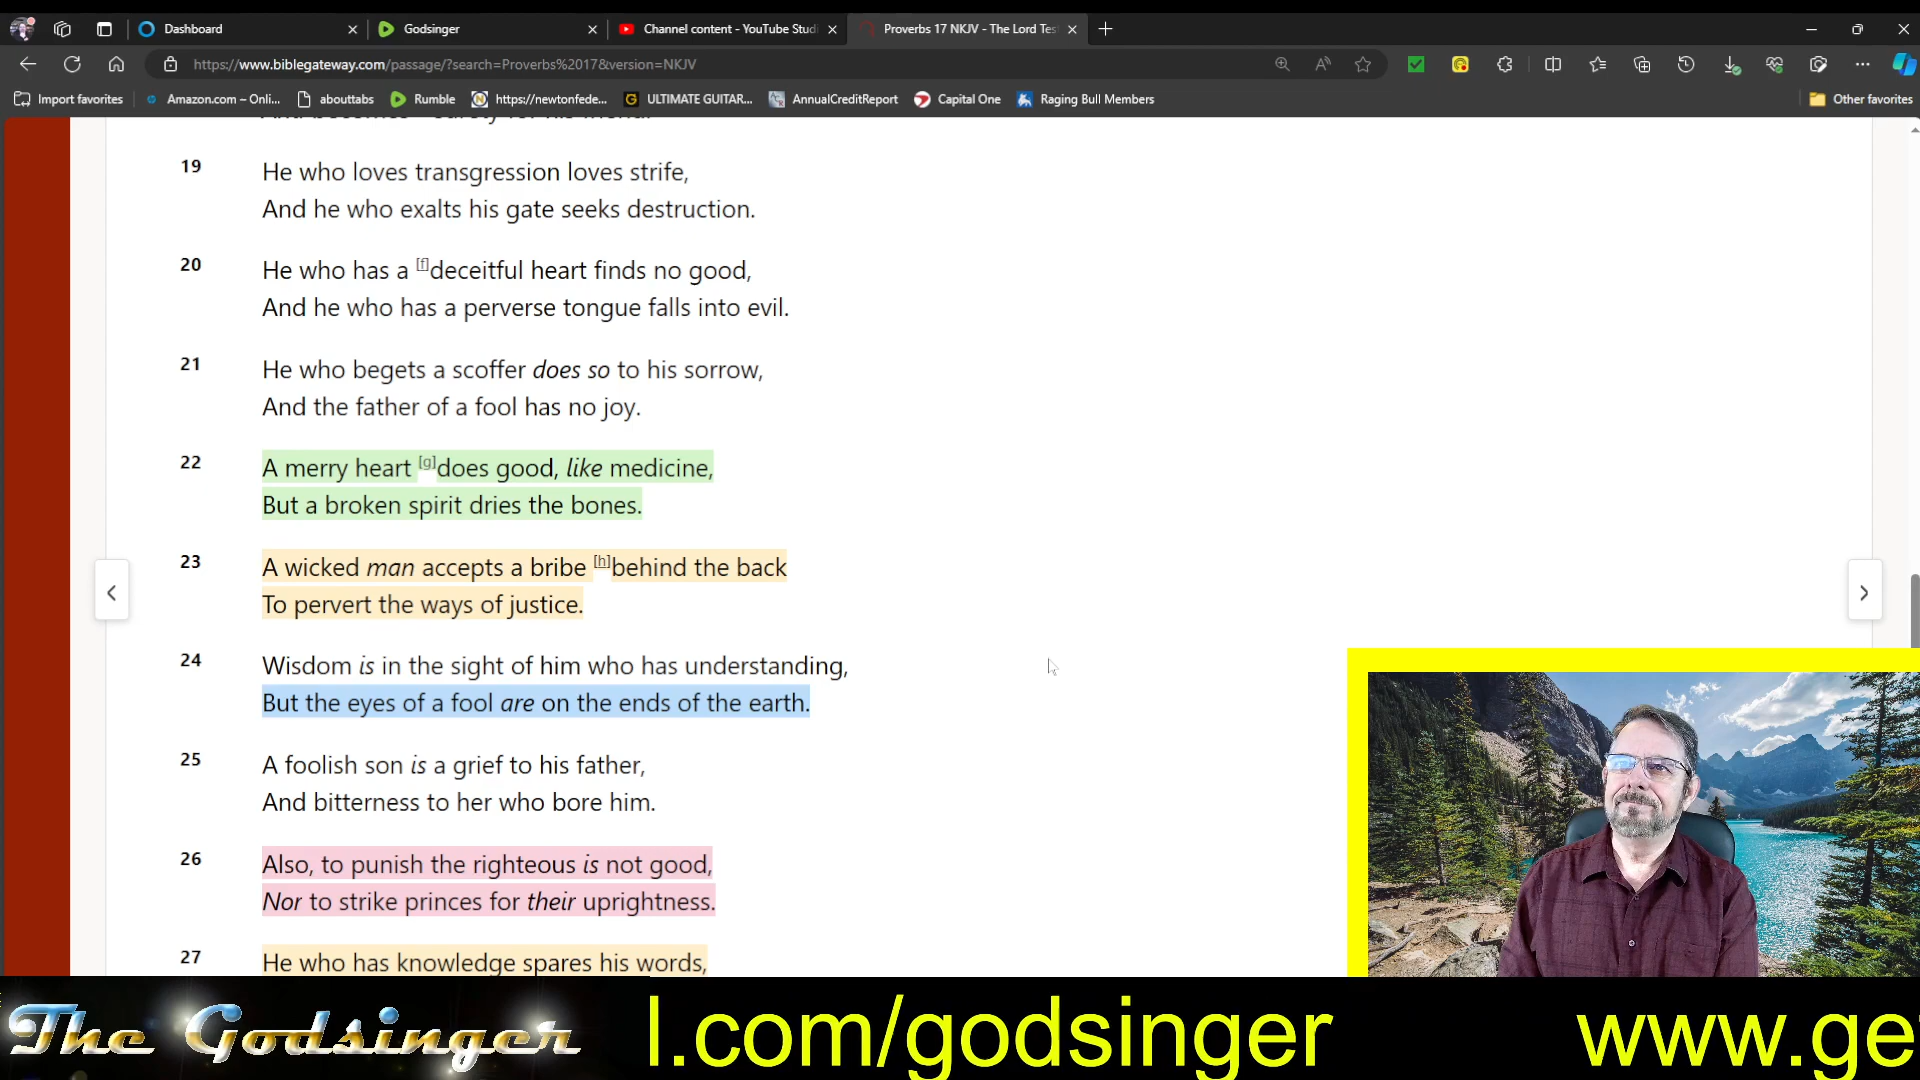 Dashboard
Godsinger
Channel content - YouTube Studi
Proverbs 17 NKJV - The Lord Tes
https://www.biblegateway.com/passage/?search=Proverbs%2017&version=NKJV
Import favorites
Amazon.com – Onli...
abouttabs
Rumble
https://newtonfede...
ULTIMATE GUITAR...
AnnualCreditReport
Capital One
Raging Bull Members
Other favorites
19 He who loves transgression loves strife,
And he who exalts his gate seeks destruction.
20 He who has a [f]deceitful heart finds no good,
And he who has a perverse tongue falls into evil.
21 He who begets a scoffer does so to his sorrow,
And the father of a fool has no joy.
22 A merry heart [g]does good, like medicine,
But a broken spirit dries the bones.
23 A wicked man accepts a bribe [h]behind the back
To pervert the ways of justice.
24 Wisdom is in the sight of him who has understanding,
But the eyes of a fool are on the ends of the earth.
25 A foolish son is a grief to his father,
And bitterness to her who bore him.
26 Also, to punish the righteous is not good,
Nor to strike princes for their uprightness.
27 He who has knowledge spares his words,
The Godsinger
l.com/godsinger
www.ge